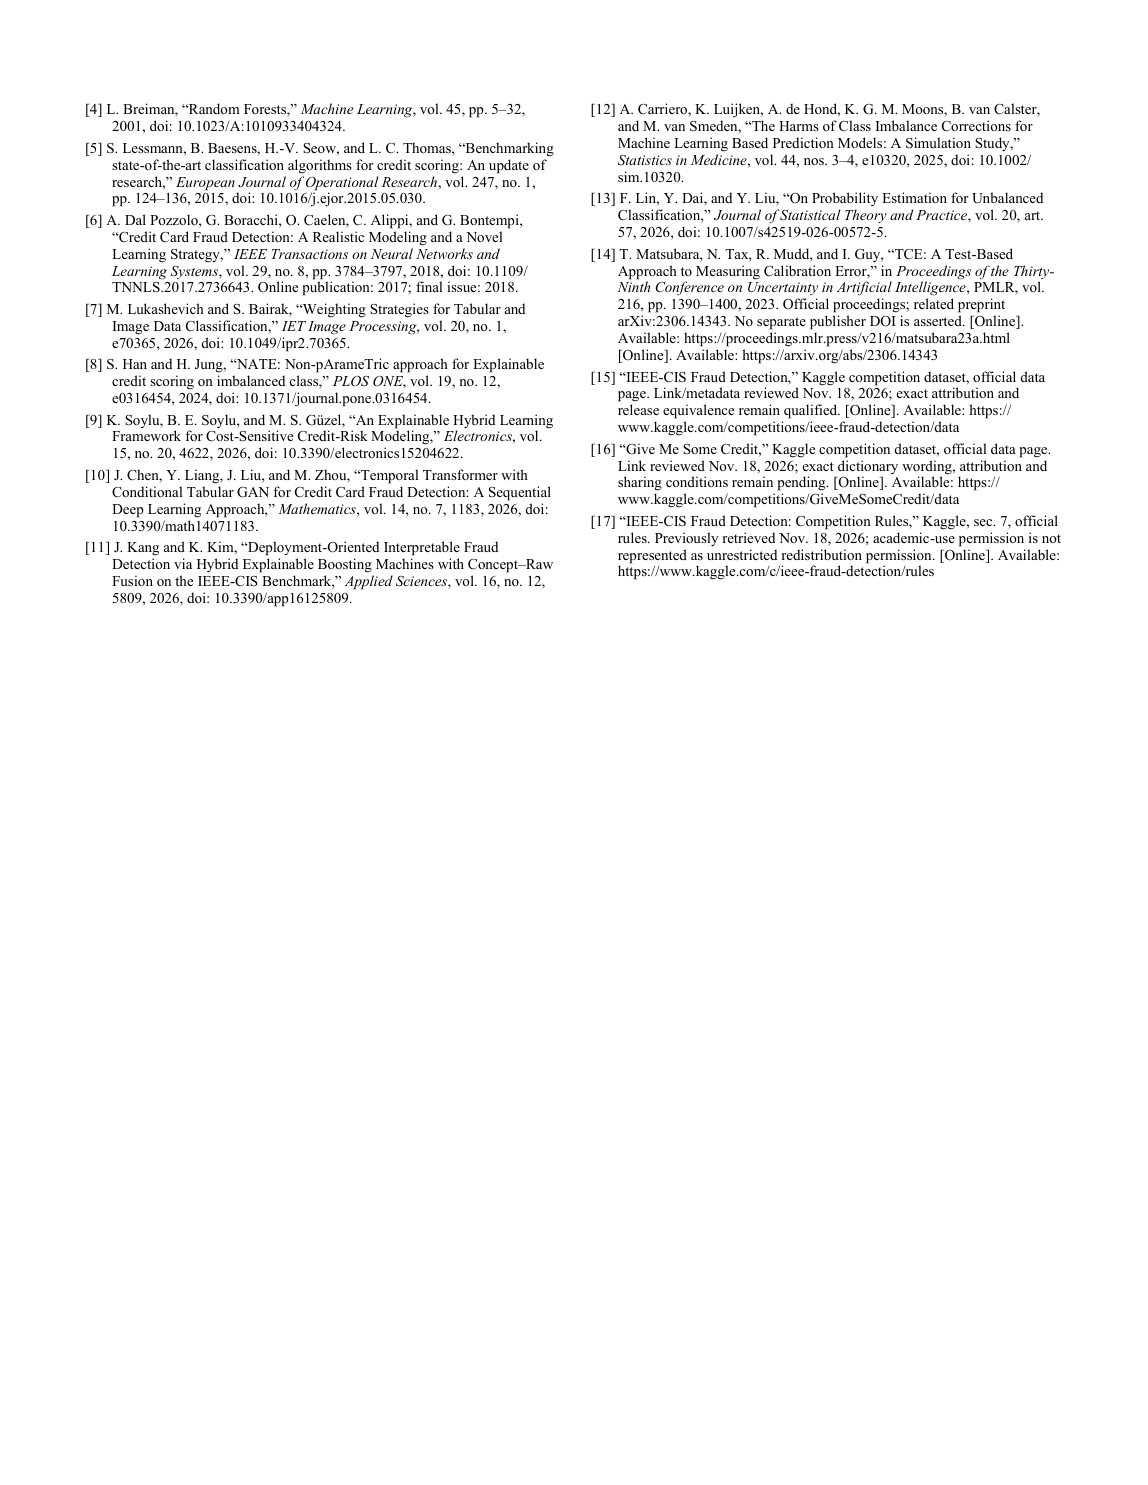 [4] L. Breiman, “Random Forests,” Machine Learning, vol. 45, pp. 5–32,
2001, doi: 10.1023/A:1010933404324.
[5] S. Lessmann, B. Baesens, H.-V. Seow, and L. C. Thomas, “Benchmarking
state-of-the-art classification algorithms for credit scoring: An update of
research,” European Journal of Operational Research, vol. 247, no. 1,
pp. 124–136, 2015, doi: 10.1016/j.ejor.2015.05.030.
[6] A. Dal Pozzolo, G. Boracchi, O. Caelen, C. Alippi, and G. Bontempi,
“Credit Card Fraud Detection: A Realistic Modeling and a Novel
Learning Strategy,” IEEE Transactions on Neural Networks and
Learning Systems, vol. 29, no. 8, pp. 3784–3797, 2018, doi: 10.1109/
TNNLS.2017.2736643. Online publication: 2017; final issue: 2018.
[7] M. Lukashevich and S. Bairak, “Weighting Strategies for Tabular and
Image Data Classification,” IET Image Processing, vol. 20, no. 1,
e70365, 2026, doi: 10.1049/ipr2.70365.
[8] S. Han and H. Jung, “NATE: Non-pArameTric approach for Explainable
credit scoring on imbalanced class,” PLOS ONE, vol. 19, no. 12,
e0316454, 2024, doi: 10.1371/journal.pone.0316454.
[9] K. Soylu, B. E. Soylu, and M. S. Güzel, “An Explainable Hybrid Learning
Framework for Cost-Sensitive Credit-Risk Modeling,” Electronics, vol.
15, no. 20, 4622, 2026, doi: 10.3390/electronics15204622.
[10] J. Chen, Y. Liang, J. Liu, and M. Zhou, “Temporal Transformer with
Conditional Tabular GAN for Credit Card Fraud Detection: A Sequential
Deep Learning Approach,” Mathematics, vol. 14, no. 7, 1183, 2026, doi:
10.3390/math14071183.
[11] J. Kang and K. Kim, “Deployment-Oriented Interpretable Fraud
Detection via Hybrid Explainable Boosting Machines with Concept–Raw
Fusion on the IEEE-CIS Benchmark,” Applied Sciences, vol. 16, no. 12,
5809, 2026, doi: 10.3390/app16125809.
[12] A. Carriero, K. Luijken, A. de Hond, K. G. M. Moons, B. van Calster,
and M. van Smeden, “The Harms of Class Imbalance Corrections for
Machine Learning Based Prediction Models: A Simulation Study,”
Statistics in Medicine, vol. 44, nos. 3–4, e10320, 2025, doi: 10.1002/
sim.10320.
[13] F. Lin, Y. Dai, and Y. Liu, “On Probability Estimation for Unbalanced
Classification,” Journal of Statistical Theory and Practice, vol. 20, art.
57, 2026, doi: 10.1007/s42519-026-00572-5.
[14] T. Matsubara, N. Tax, R. Mudd, and I. Guy, “TCE: A Test-Based
Approach to Measuring Calibration Error,” in Proceedings of the Thirty-
Ninth Conference on Uncertainty in Artificial Intelligence, PMLR, vol.
216, pp. 1390–1400, 2023. Official proceedings; related preprint
arXiv:2306.14343. No separate publisher DOI is asserted. [Online].
Available: https://proceedings.mlr.press/v216/matsubara23a.html
[Online]. Available: https://arxiv.org/abs/2306.14343
[15] “IEEE-CIS Fraud Detection,” Kaggle competition dataset, official data
page. Link/metadata reviewed Nov. 18, 2026; exact attribution and
release equivalence remain qualified. [Online]. Available: https://
www.kaggle.com/competitions/ieee-fraud-detection/data
[16] “Give Me Some Credit,” Kaggle competition dataset, official data page.
Link reviewed Nov. 18, 2026; exact dictionary wording, attribution and
sharing conditions remain pending. [Online]. Available: https://
www.kaggle.com/competitions/GiveMeSomeCredit/data
[17] “IEEE-CIS Fraud Detection: Competition Rules,” Kaggle, sec. 7, official
rules. Previously retrieved Nov. 18, 2026; academic-use permission is not
represented as unrestricted redistribution permission. [Online]. Available:
https://www.kaggle.com/c/ieee-fraud-detection/rules